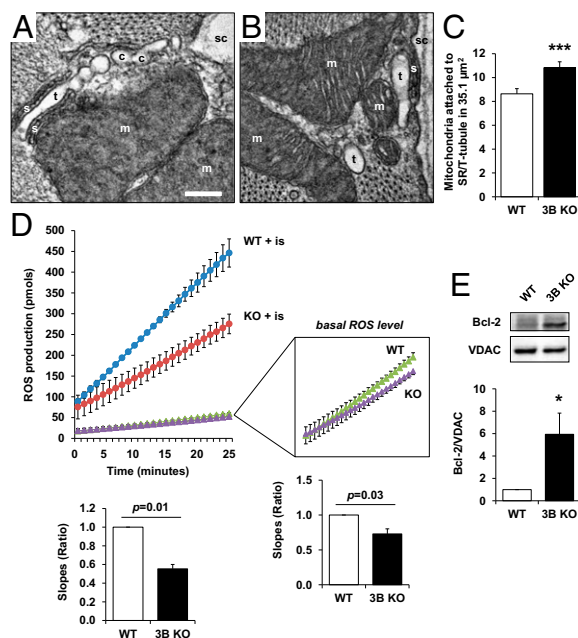 A
sc
c
c
s
t
s
m
m
B
sc
m
t
s
m
m
t
C
Mitochondria attached to
SR/T-tubule in 35.1 µm²
14
12
10
8
6
4
2
0
***
WT
3B KO
D
ROS production (pmols)
500
450
400
350
300
250
200
150
100
50
0
0
5
10
15
20
25
Time (minutes)
WT + is
KO + is
basal ROS level
WT
KO
Slopes (Ratio)
1.2
1.0
0.8
0.6
0.4
0.2
0.0
p=0.01
WT
3B KO
Slopes (Ratio)
1.5
1.0
0.5
0.0
p=0.03
WT
3B KO
E
WT
3B KO
Bcl-2
VDAC
Bcl-2/VDAC
10
8
6
4
2
0
*
WT
3B KO